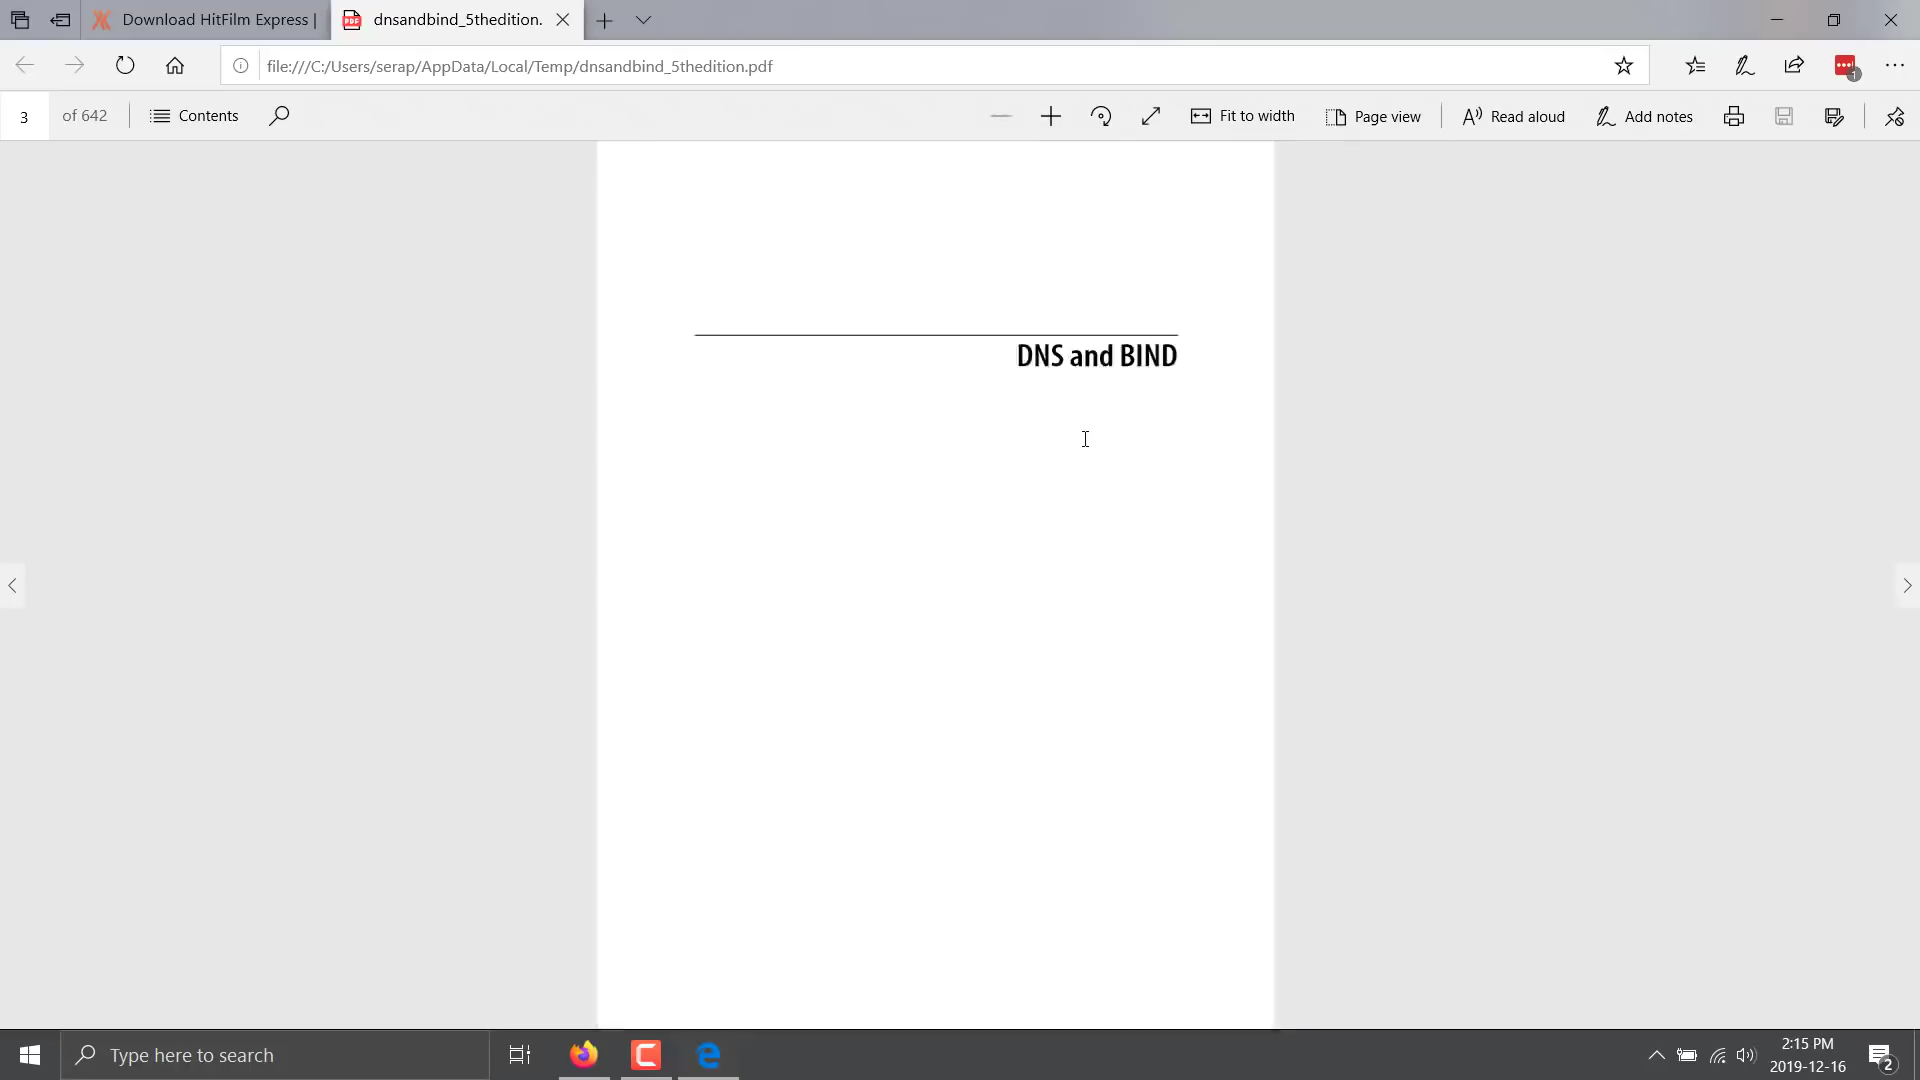 Download HitFilm Express |
dnsandbind_5thedition.
file:///C:/Users/serap/AppData/Local/Temp/dnsandbind_5thedition.pdf
1
3 of 642
Contents
Fit to width
Page view
Read aloud
Add notes
DNS and BIND
Type here to search
2:15 PM
2019-12-16
2